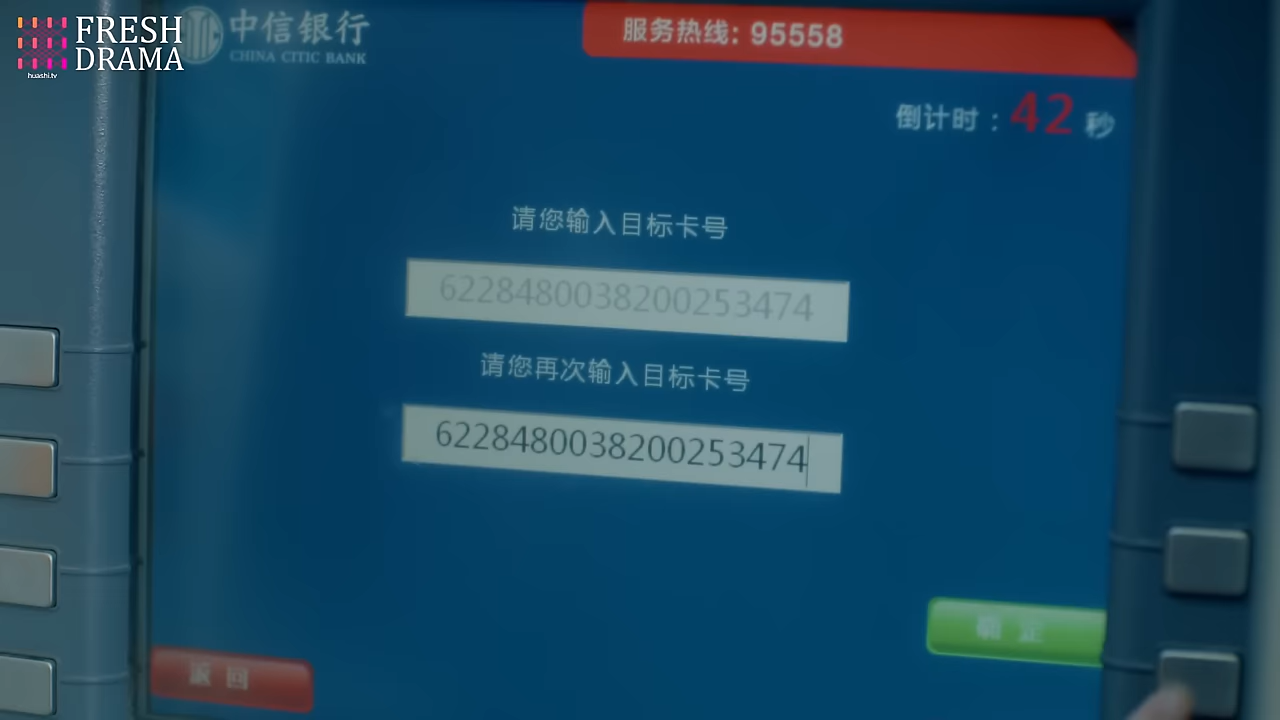 FRESH
DRAMA
huashi.tv
中信银行
CHINA CITIC BANK
服务热线: 95558
倒计时: 42 秒
请您输入目标卡号
6228480038200253474
请您再次输入目标卡号
6228480038200253474
确 定
返 回